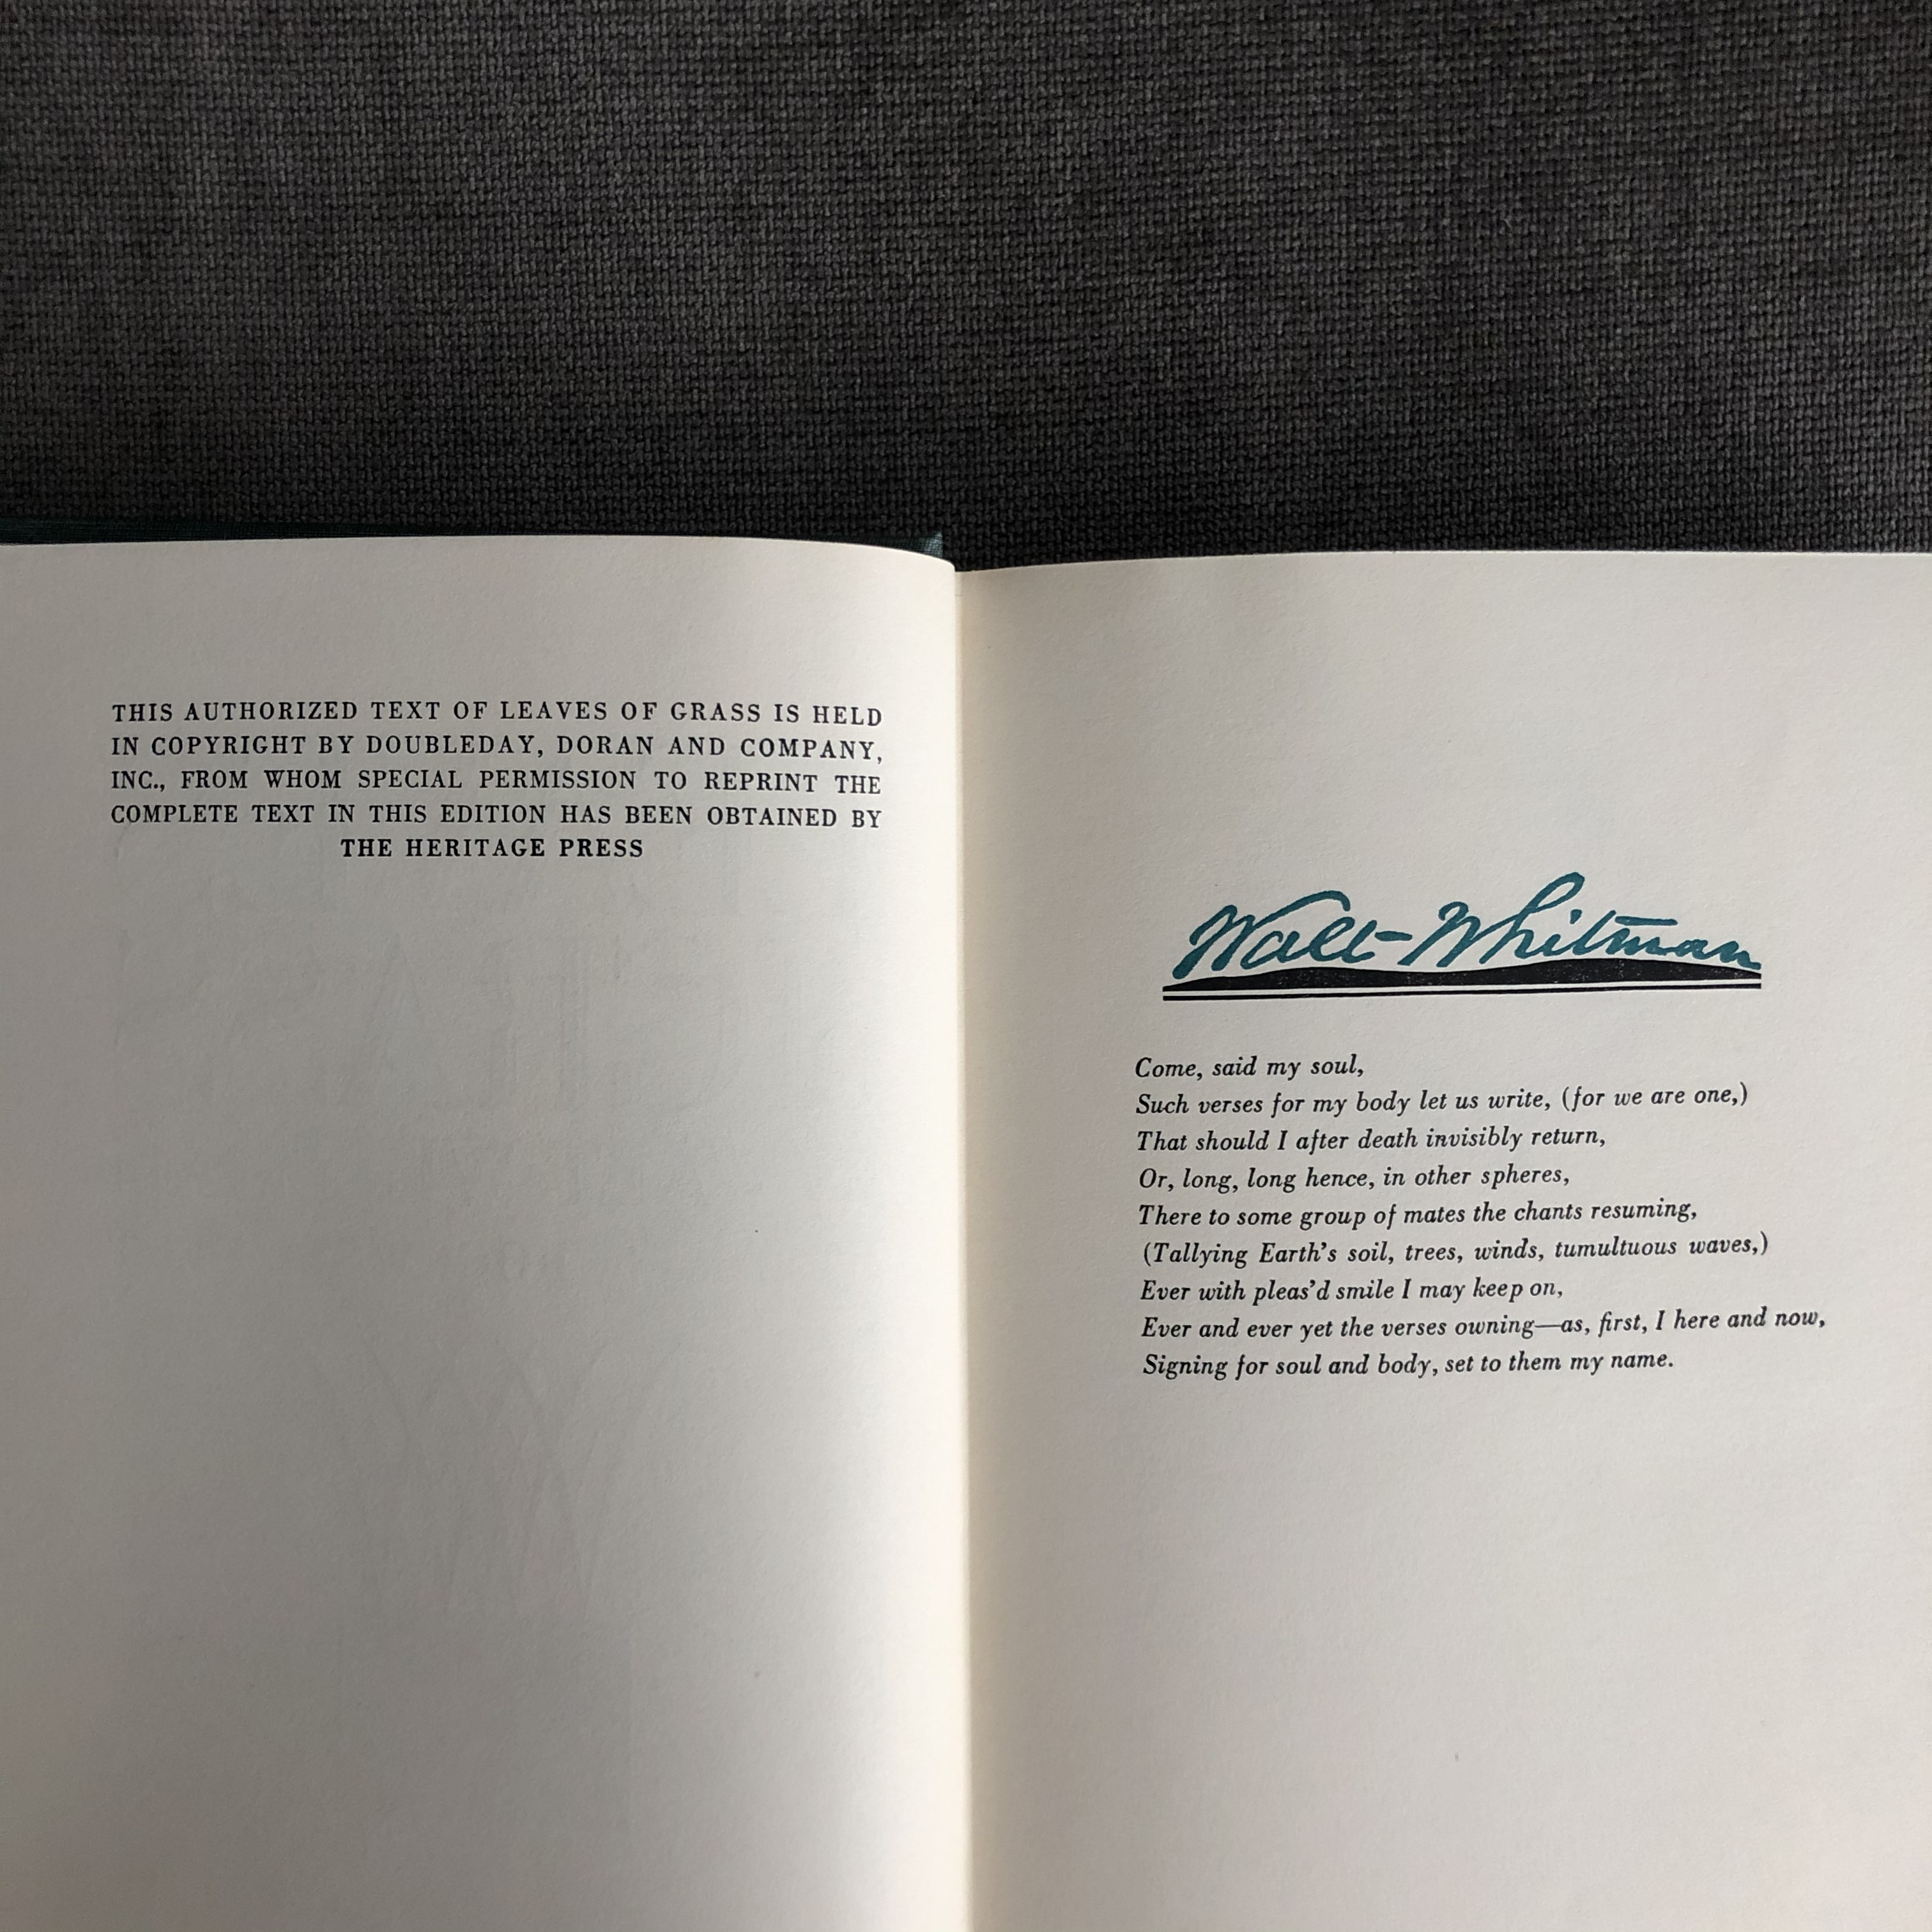 THIS AUTHORIZED TEXT OF LEAVES OF GRASS IS HELD
IN COPYRIGHT BY DOUBLEDAY, DORAN AND COMPANY,
INC., FROM WHOM SPECIAL PERMISSION TO REPRINT THE
COMPLETE TEXT IN THIS EDITION HAS BEEN OBTAINED BY
THE HERITAGE PRESS
Walt Whitman
Come, said my soul,
Such verses for my body let us write, (for we are one,)
That should I after death invisibly return,
Or, long, long hence, in other spheres,
There to some group of mates the chants resuming,
(Tallying Earth's soil, trees, winds, tumultuous waves,)
Ever with pleas'd smile I may keep on,
Ever and ever yet the verses owning—as, first, I here and now,
Signing for soul and body, set to them my name.